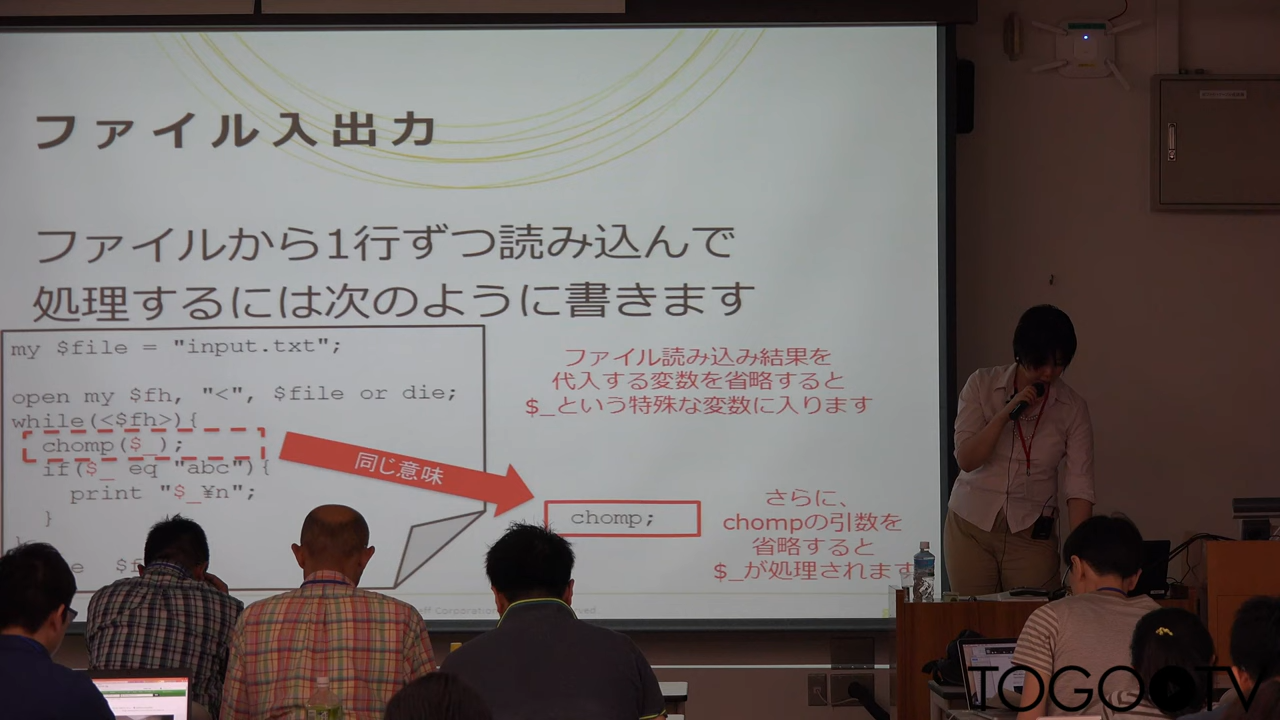 ファイル入出力
ファイルから1行ずつ読み込んで
処理するには次のように書きます
my $file = "input.txt";
open my $fh, "<", $file or die;
while(<$fh>){
chomp($_);
if($_ eq "abc"){
print "$_¥n";
}
}
同じ意味
ファイル読み込み結果を
代入する変数を省略すると
$_という特殊な変数に入ります
chomp;
さらに、
chompの引数を
省略すると
$_が処理されます
TOGOTV